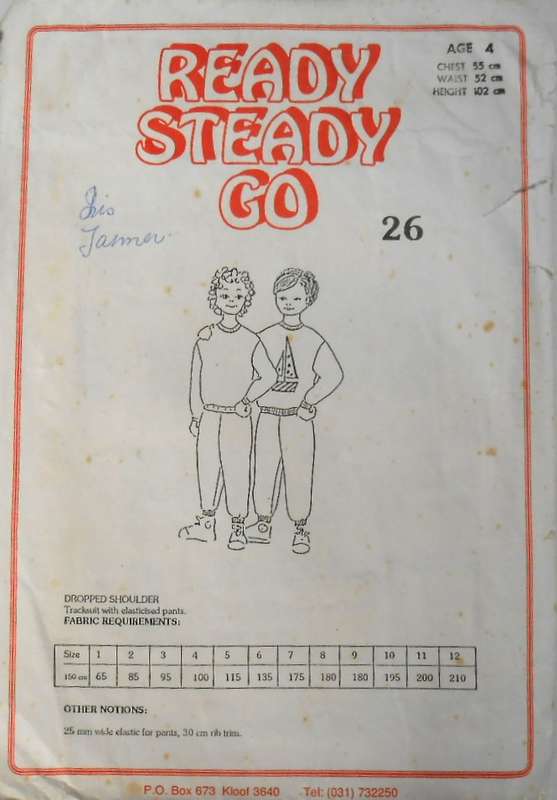 READY
STEADY
GO
AGE 4
CHEST 55 cm
WAIST 52 cm
HEIGHT 102 cm
Iris
Tanner
26
DROPPED SHOULDER
Tracksuit with elasticised pants.
FABRIC REQUIREMENTS:
Size 1 2 3 4 5 6 7 8 9 10 11 12
150 cm 65 85 95 100 115 135 175 180 180 195 200 210
OTHER NOTIONS:
25 mm wide elastic for pants, 30 cm rib trim.
P.O. Box 673 Kloof 3640 Tel: (031) 732250